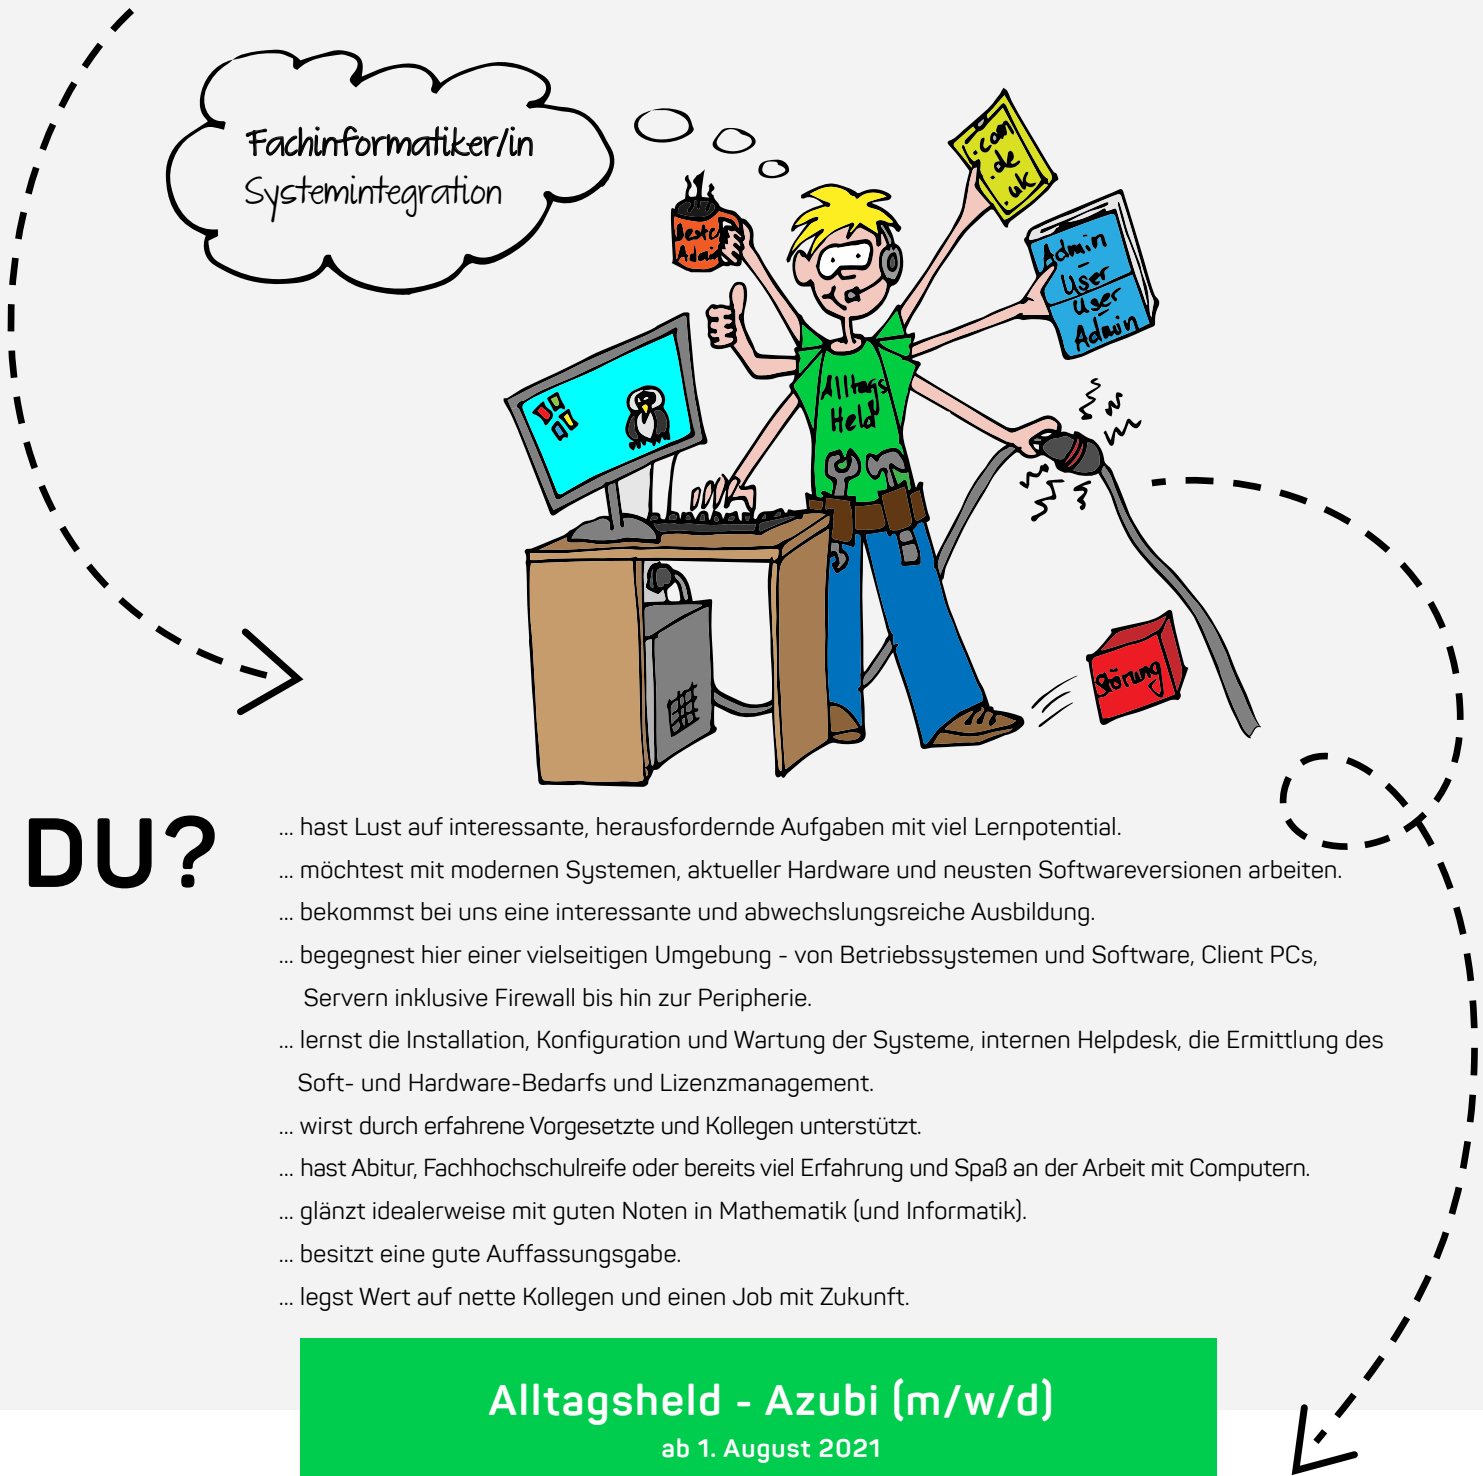 Fachinformatiker/in
Systemintegration
.com
.de
.uk
Beste
Admin
Admin
-
User
User
Admin
Alltags
Held
Störung
DU?
... hast Lust auf interessante, herausfordernde Aufgaben mit viel Lernpotential.
... möchtest mit modernen Systemen, aktueller Hardware und neusten Softwareversionen arbeiten.
... bekommst bei uns eine interessante und abwechslungsreiche Ausbildung.
... begegnest hier einer vielseitigen Umgebung - von Betriebssystemen und Software, Client PCs,
Servern inklusive Firewall bis hin zur Peripherie.
... lernst die Installation, Konfiguration und Wartung der Systeme, internen Helpdesk, die Ermittlung des
Soft- und Hardware-Bedarfs und Lizenzmanagement.
... wirst durch erfahrene Vorgesetzte und Kollegen unterstützt.
... hast Abitur, Fachhochschulreife oder bereits viel Erfahrung und Spaß an der Arbeit mit Computern.
... glänzt idealerweise mit guten Noten in Mathematik (und Informatik).
... besitzt eine gute Auffassungsgabe.
... legst Wert auf nette Kollegen und einen Job mit Zukunft.
Alltagsheld - Azubi (m/w/d)
ab 1. August 2021